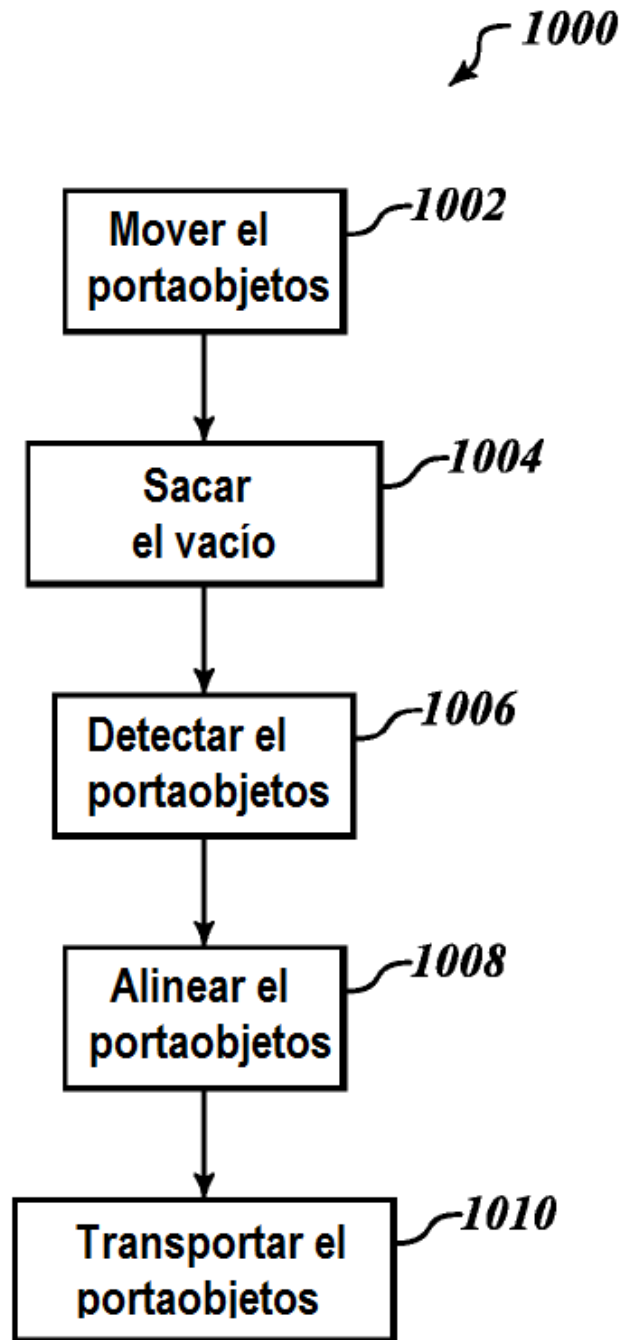 1000
Mover el
portaobjetos
1002
Sacar
el vacío
1004
Detectar el
portaobjetos
1006
Alinear el
portaobjetos
1008
Transportar el
portaobjetos
1010